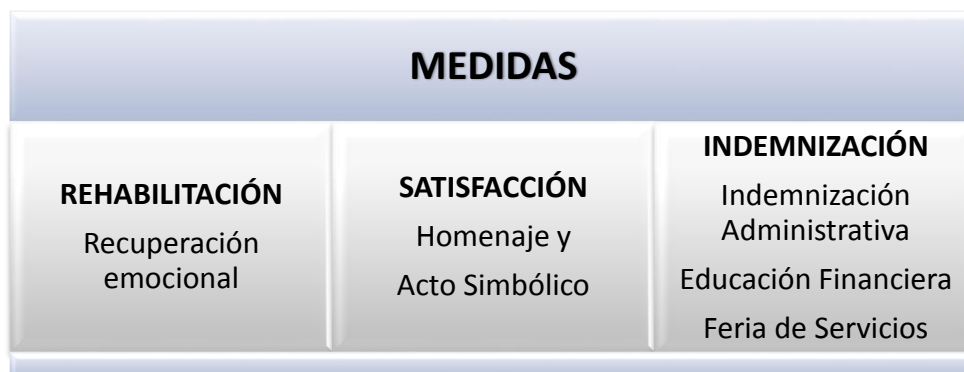 MEDIDAS
REHABILITACIÓN
Recuperación
emocional
SATISFACCIÓN
Homenaje y
Acto Simbólico
INDEMNIZACIÓN
Indemnización
Administrativa
Educación Financiera
Feria de Servicios